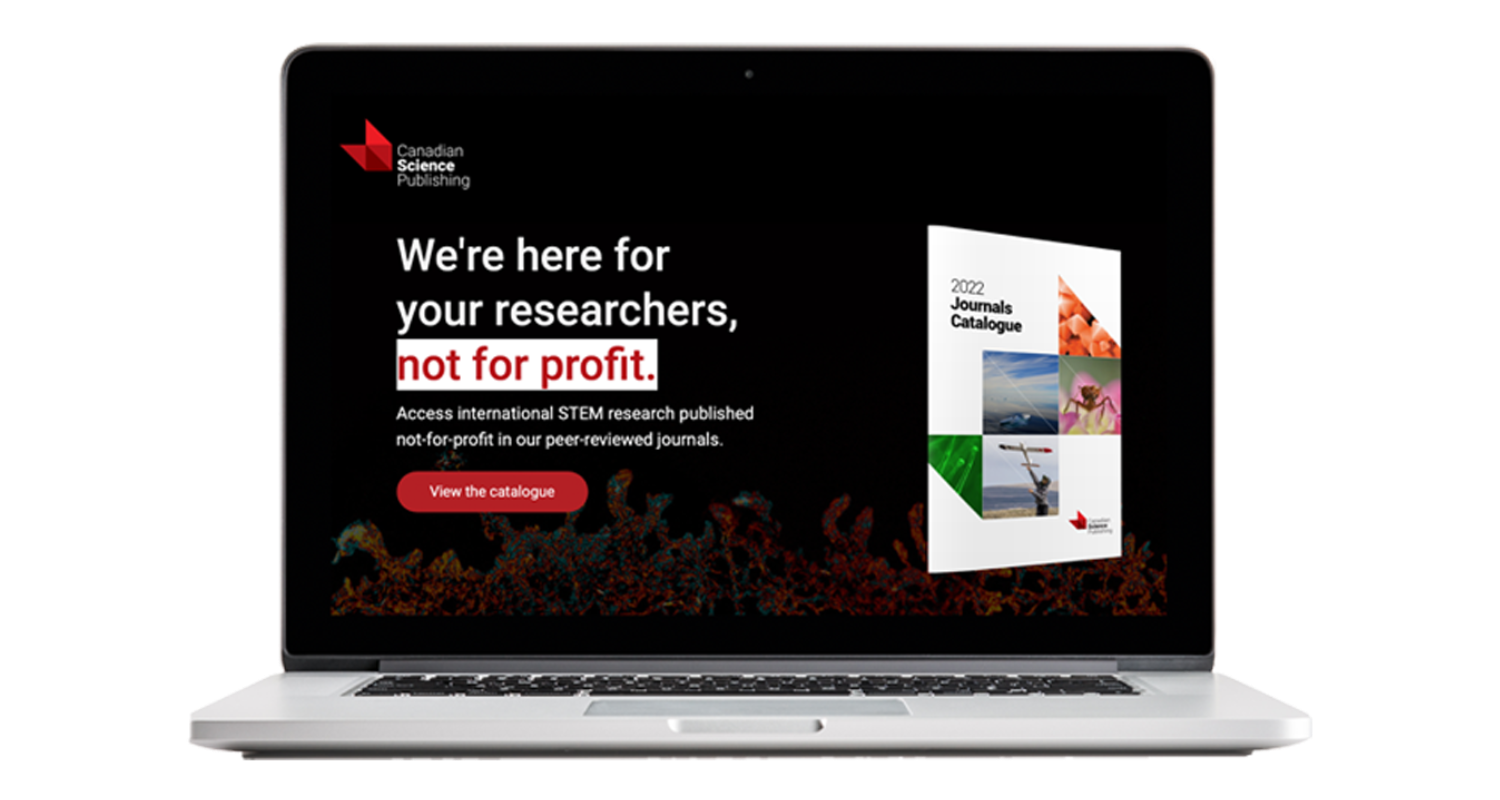 Canadian
Science
Publishing
We're here for
your researchers,
not for profit.
Access international STEM research published
not-for-profit in our peer-reviewed journals.
View the catalogue
2022
Journals
Catalogue
Canadian
Science
Publishing